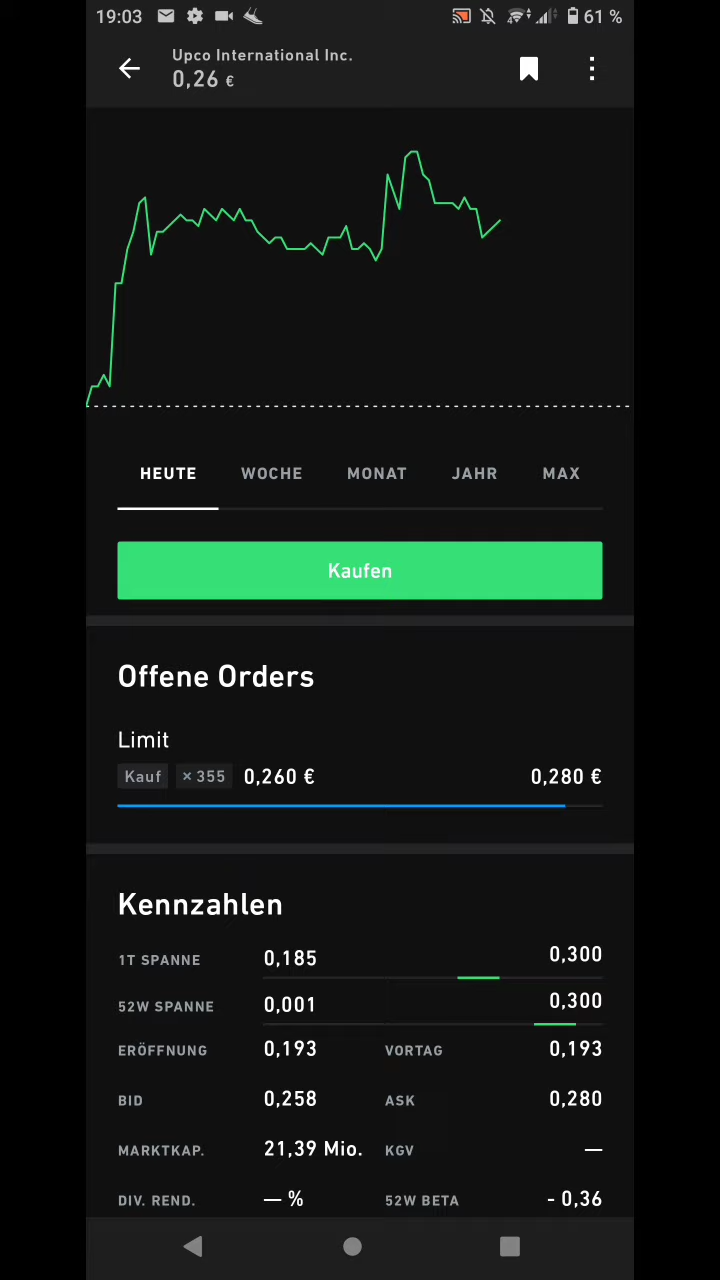 19:03 61 %
Upco International Inc.
0,26 €
HEUTE WOCHE MONAT JAHR MAX
Kaufen
Offene Orders
Limit
Kauf × 355 0,260 € 0,280 €
Kennzahlen
1T SPANNE 0,185 0,300
52W SPANNE 0,001 0,300
ERÖFFNUNG 0,193 VORTAG 0,193
BID 0,258 ASK 0,280
MARKTKAP. 21,39 Mio. KGV —
DIV. REND. — % 52W BETA - 0,36